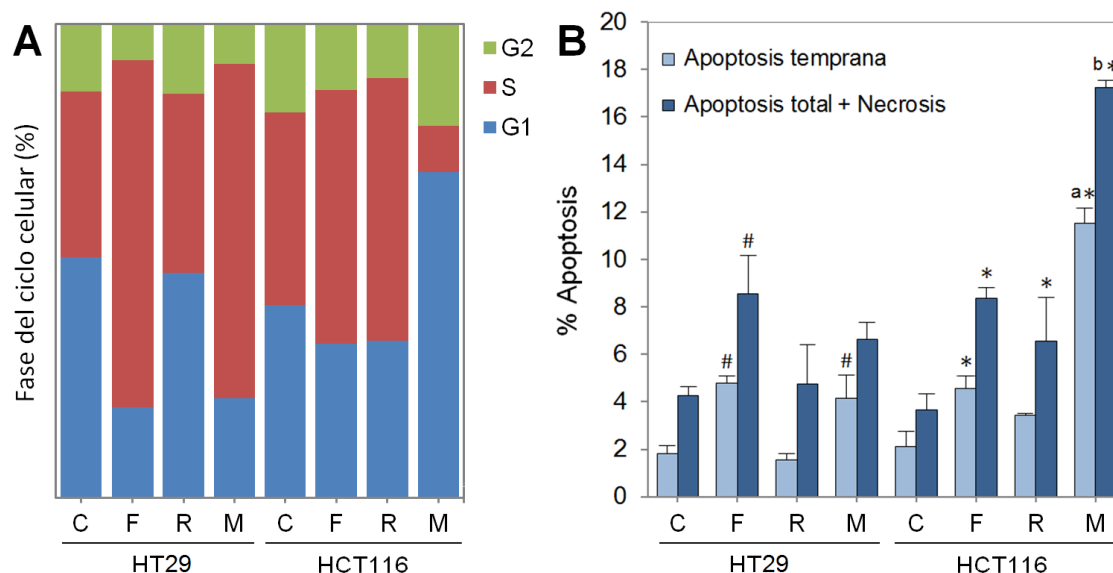 A
Fase del ciclo celular (%)
G2
S
G1
C F R M C F R M
HT29 HCT116
B
% Apoptosis
20
18
16
14
12
10
8
6
4
2
0
Apoptosis temprana
Apoptosis total + Necrosis
# # # * * * a* b*
C F R M C F R M
HT29 HCT116